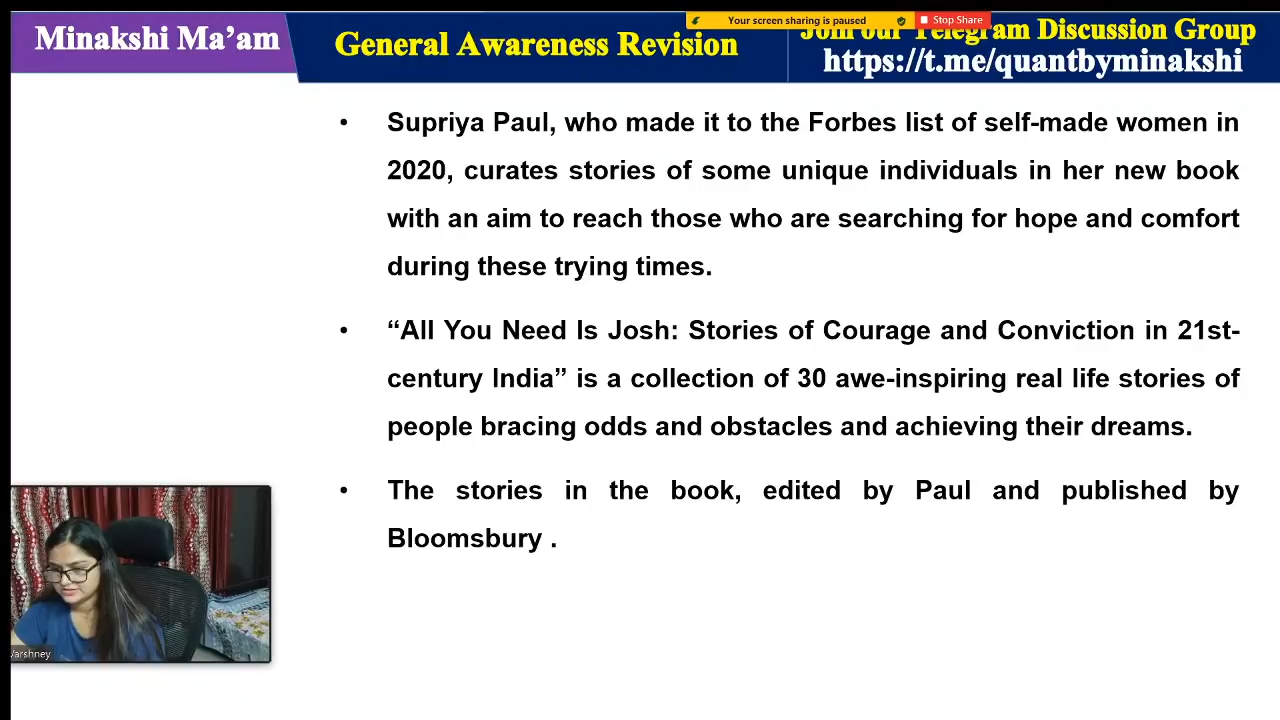 Your screen sharing is paused
Stop Share
Minakshi Ma’am
General Awareness Revision
Join our Telegram Discussion Group
https://t.me/quantbyminakshi
• Supriya Paul, who made it to the Forbes list of self-made women in
2020, curates stories of some unique individuals in her new book
with an aim to reach those who are searching for hope and comfort
during these trying times.
• “All You Need Is Josh: Stories of Courage and Conviction in 21st-
century India” is a collection of 30 awe-inspiring real life stories of
people bracing odds and obstacles and achieving their dreams.
• The stories in the book, edited by Paul and published by
Bloomsbury .
Varshney